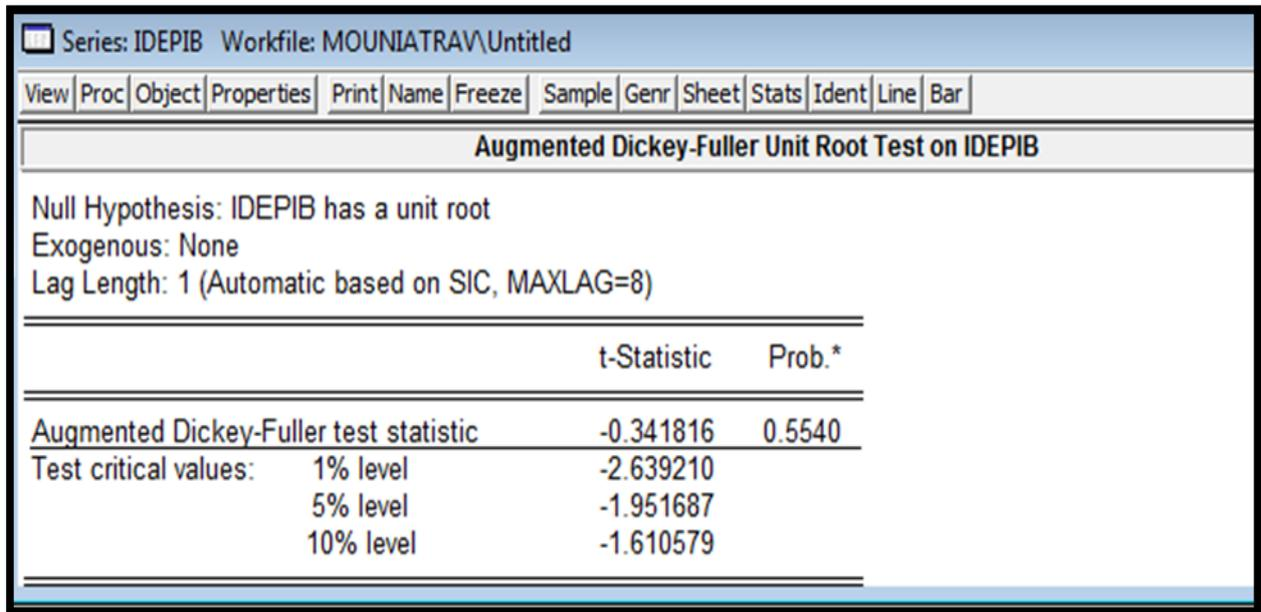 Series: IDEPIB Workfile: MOUNIATRAV\Untitled
View Proc Object Properties Print Name Freeze Sample Genr Sheet Stats Ident Line Bar
Augmented Dickey-Fuller Unit Root Test on IDEPIB
Null Hypothesis: IDEPIB has a unit root
Exogenous: None
Lag Length: 1 (Automatic based on SIC, MAXLAG=8)
t-Statistic Prob.*
Augmented Dickey-Fuller test statistic -0.341816 0.5540
Test critical values: 1% level -2.639210
5% level -1.951687
10% level -1.610579